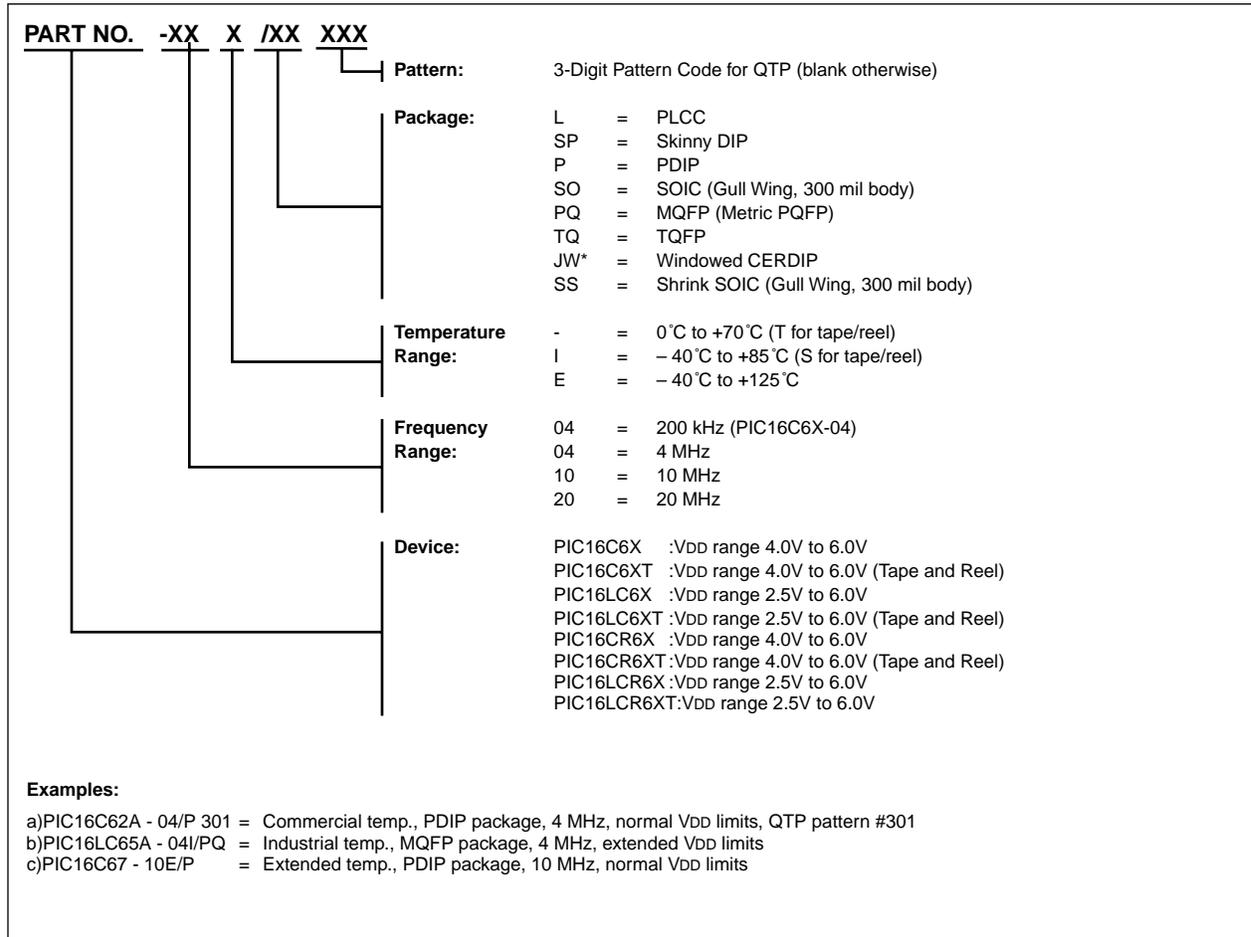 PART NO. -XX X /XX XXX
Pattern: 3-Digit Pattern Code for QTP (blank otherwise)
Package: L = PLCC
SP = Skinny DIP
P = PDIP
SO = SOIC (Gull Wing, 300 mil body)
PQ = MQFP (Metric PQFP)
TQ = TQFP
JW* = Windowed CERDIP
SS = Shrink SOIC (Gull Wing, 300 mil body)
Temperature - = 0˚C to +70˚C (T for tape/reel)
Range: I = – 40˚C to +85˚C (S for tape/reel)
E = – 40˚C to +125˚C
Frequency 04 = 200 kHz (PIC16C6X-04)
Range: 04 = 4 MHz
10 = 10 MHz
20 = 20 MHz
Device: PIC16C6X :VDD range 4.0V to 6.0V
PIC16C6XT :VDD range 4.0V to 6.0V (Tape and Reel)
PIC16LC6X :VDD range 2.5V to 6.0V
PIC16LC6XT :VDD range 2.5V to 6.0V (Tape and Reel)
PIC16CR6X :VDD range 4.0V to 6.0V
PIC16CR6XT :VDD range 4.0V to 6.0V (Tape and Reel)
PIC16LCR6X :VDD range 2.5V to 6.0V
PIC16LCR6XT:VDD range 2.5V to 6.0V
Examples:
a)PIC16C62A - 04/P 301 = Commercial temp., PDIP package, 4 MHz, normal VDD limits, QTP pattern #301
b)PIC16LC65A - 04I/PQ = Industrial temp., MQFP package, 4 MHz, extended VDD limits
c)PIC16C67 - 10E/P = Extended temp., PDIP package, 10 MHz, normal VDD limits